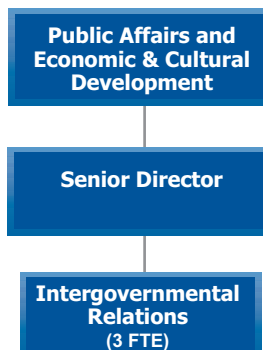 Public Affairs and
Economic & Cultural
Development
Senior Director
Intergovernmental
Relations
(3 FTE)